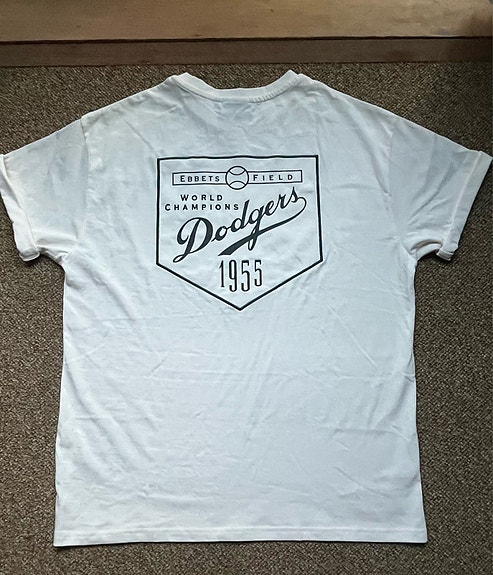 EBBETS FIELD
WORLD
CHAMPIONS
Dodgers
1955